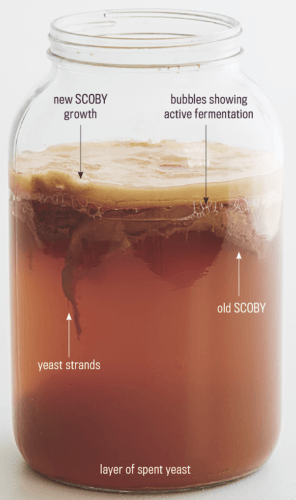 new SCOBY
growth
bubbles showing
active fermentation
old SCOBY
yeast strands
layer of spent yeast